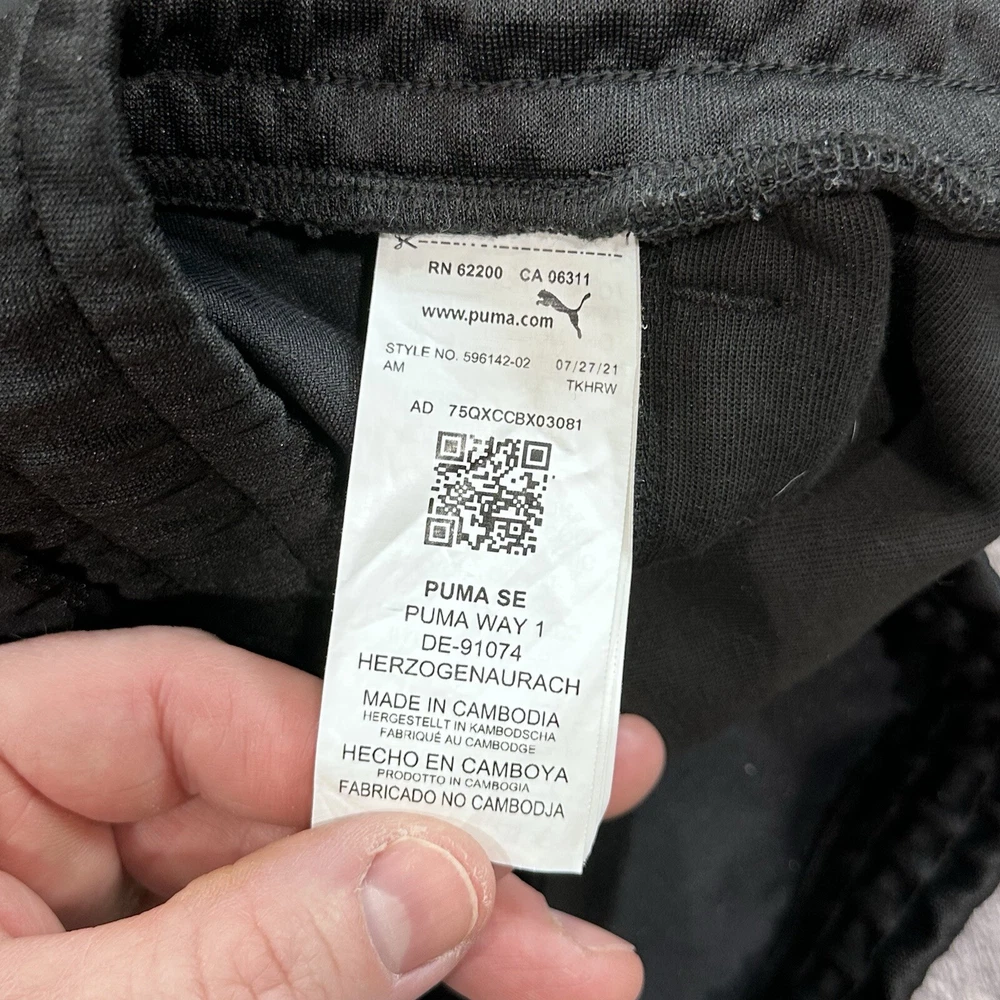 RN 62200 CA 06311
www.puma.com
STYLE NO. 596142-02 07/27/21
AM TKHRW
AD 75QXCCBX03081
PUMA SE
PUMA WAY 1
DE-91074
HERZOGENAURACH
MADE IN CAMBODIA
HERGESTELLT IN KAMBODSCHA
FABRIQUÉ AU CAMBODGE
HECHO EN CAMBOYA
PRODOTTO IN CAMBOGIA
FABRICADO NO CAMBODJA